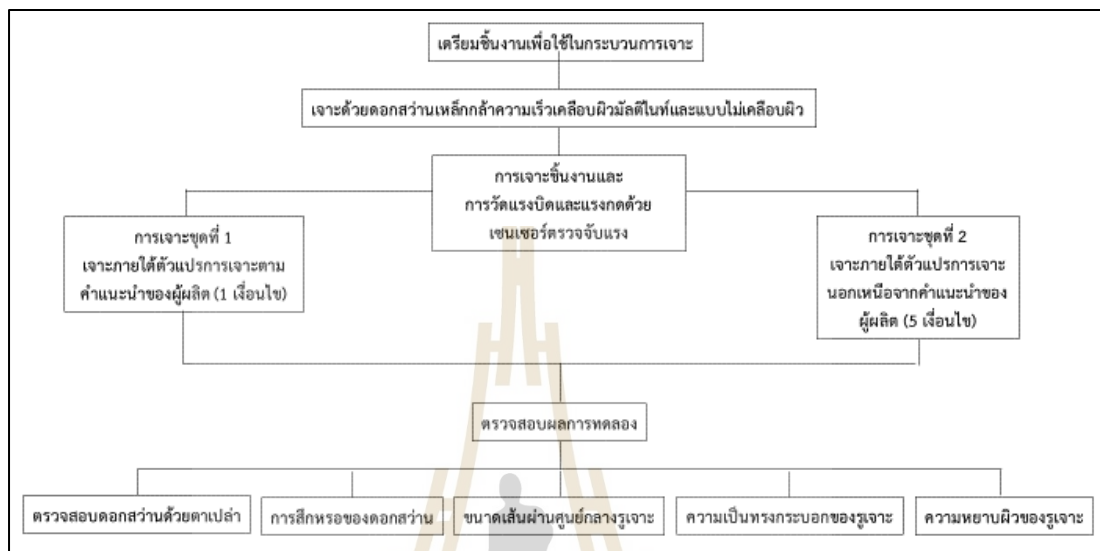 เตรียมชิ้นงานเพื่อใช้ในกระบวนการเจาะ
เจาะด้วยดอกสว่านเหล็กกล้าความเร็วเคลือบผิวมัลติไนท์และแบบไม่เคลือบผิว
การเจาะชิ้นงานและ
การวัดแรงบิดและแรงกดด้วย
เซนเซอร์ตรวจจับแรง
การเจาะชุดที่ 1
เจาะภายใต้ตัวแปรการเจาะตาม
คำแนะนำของผู้ผลิต (1 เงื่อนไข)
การเจาะชุดที่ 2
เจาะภายใต้ตัวแปรการเจาะ
นอกเหนือจากคำแนะนำของ
ผู้ผลิต (5 เงื่อนไข)
ตรวจสอบผลการทดลอง
ตรวจสอบดอกสว่านด้วยตาเปล่า
การสึกหรอของดอกสว่าน
ขนาดเส้นผ่านศูนย์กลางรูเจาะ
ความเป็นทรงกระบอกของรูเจาะ
ความหยาบผิวของรูเจาะ